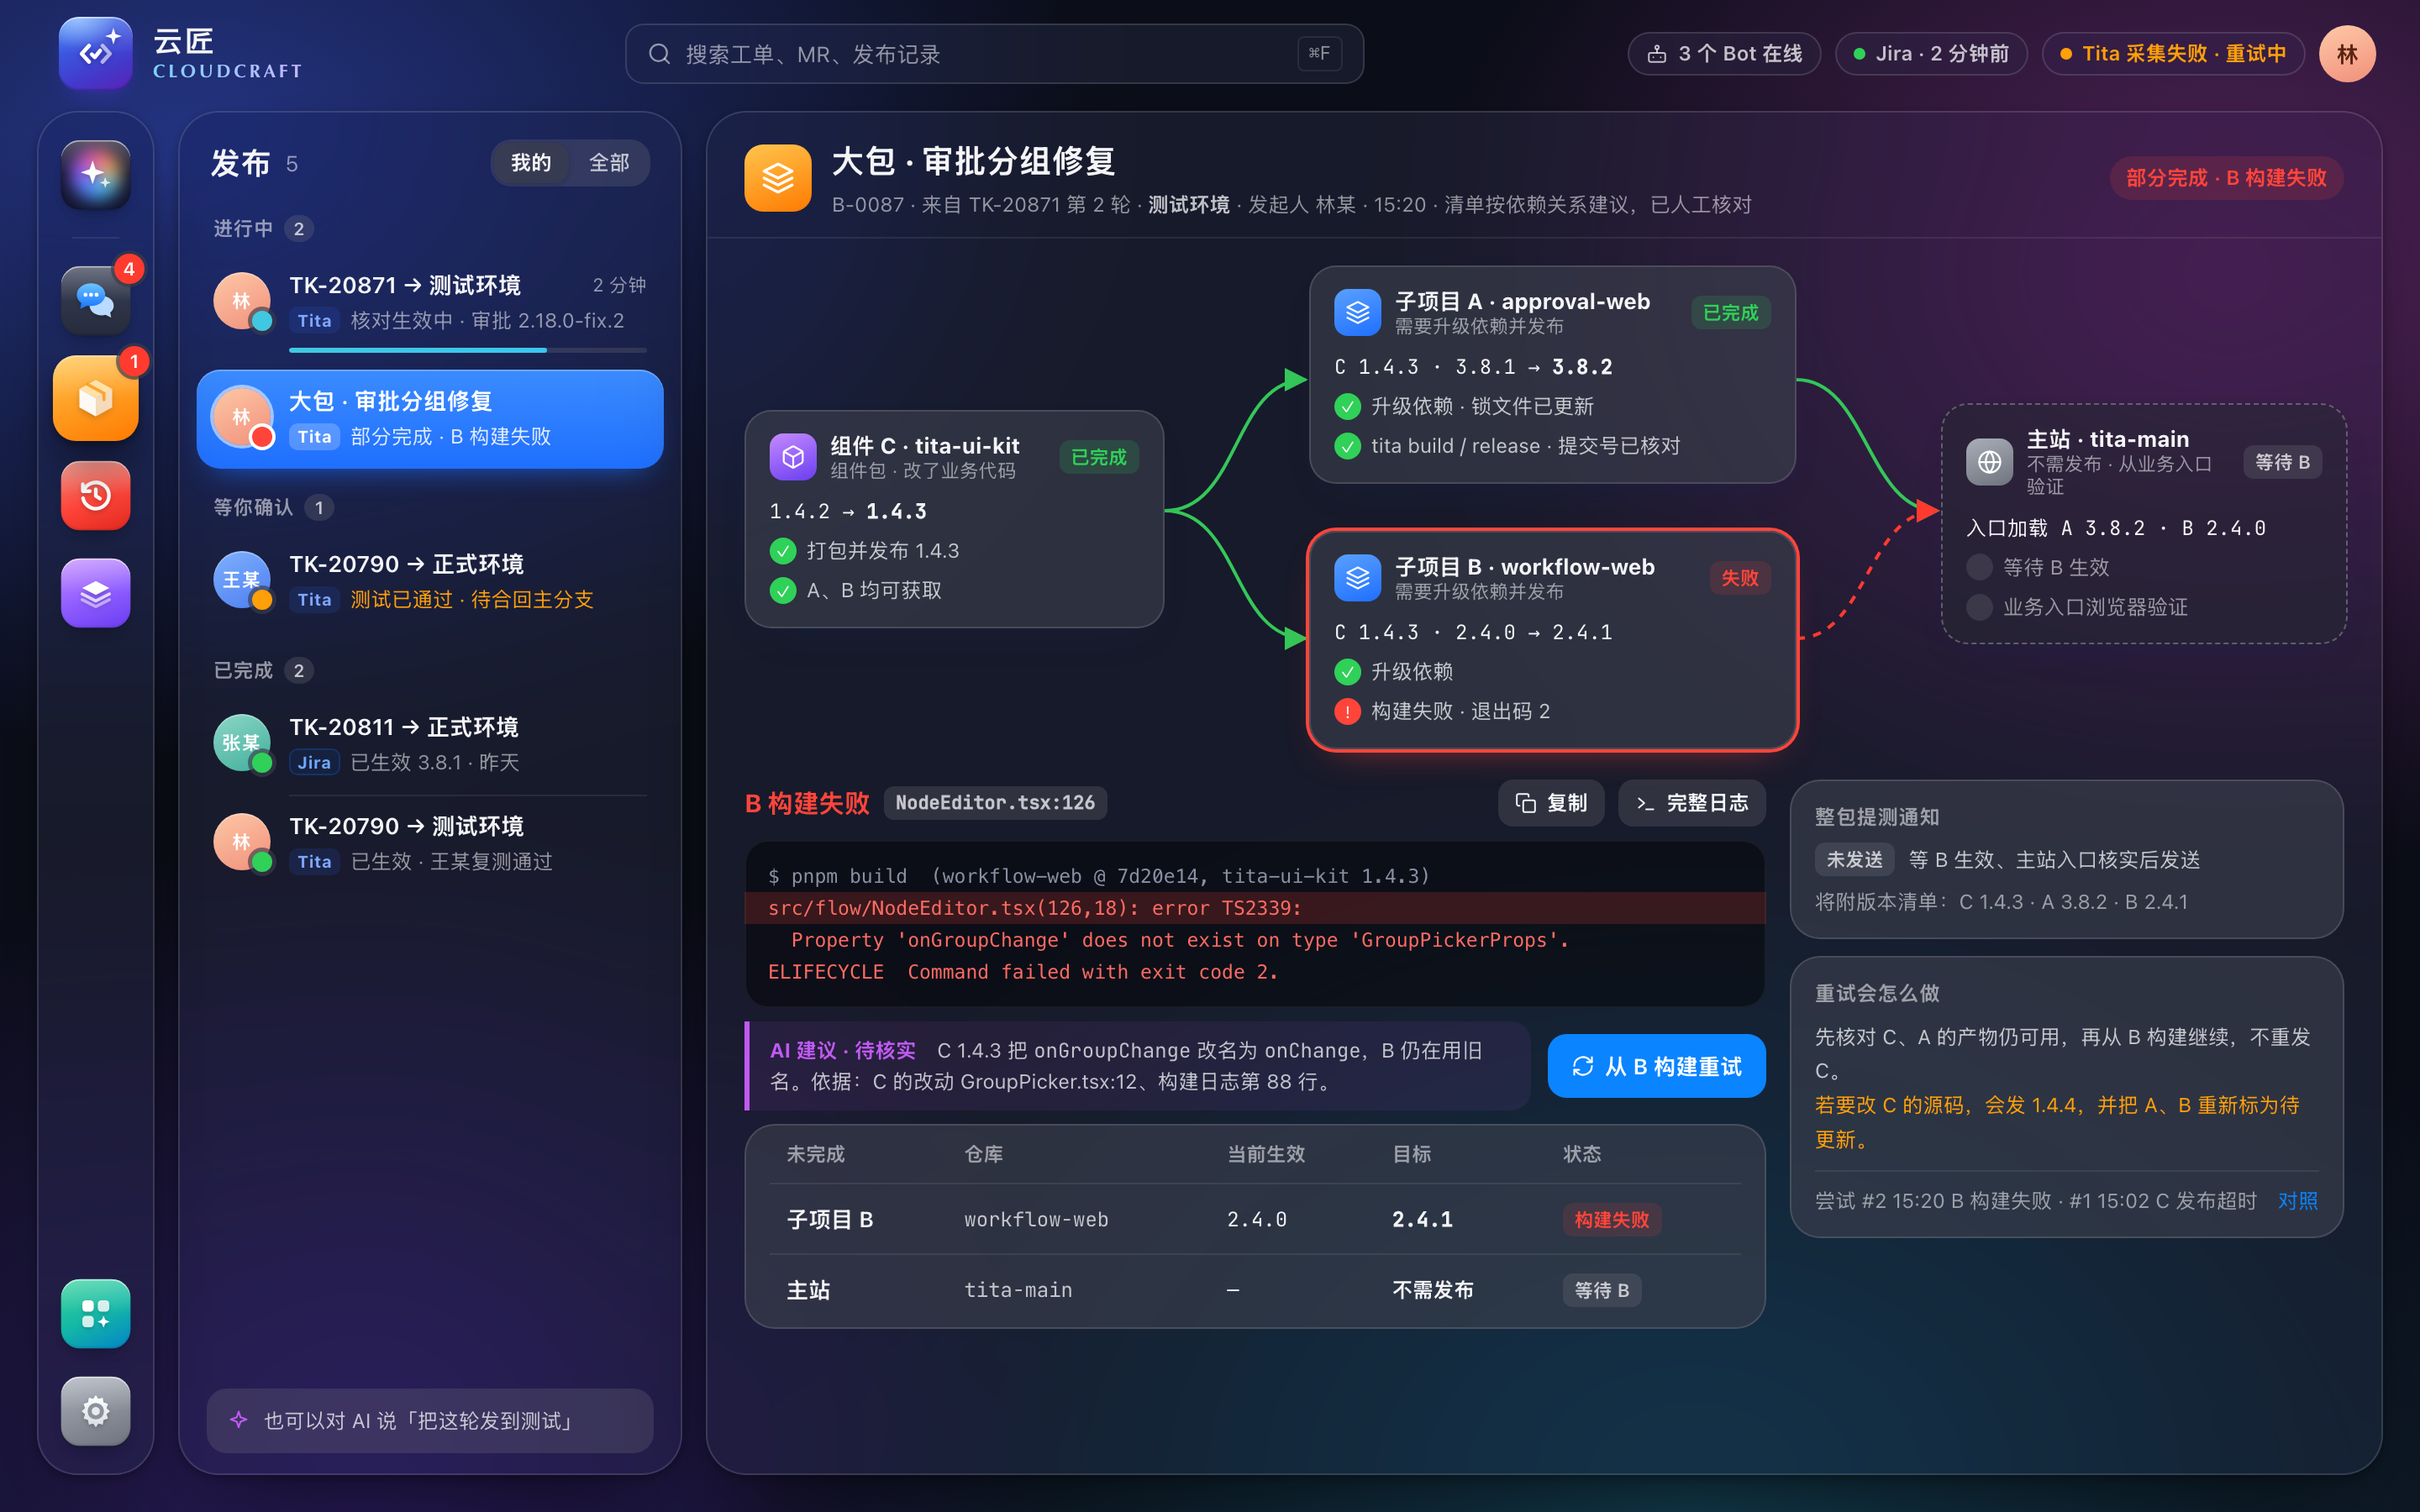 云匠
CLOUDCRAFT
搜索工单、MR、发布记录
⌘F
3 个 Bot 在线
Jira · 2 分钟前
Tita 采集失败 · 重试中
林
4
1
发布 5
我的
全部
进行中 2
林
TK-20871 → 测试环境
2 分钟
Tita 核对生效中 · 审批 2.18.0-fix.2
林
大包 · 审批分组修复
Tita 部分完成 · B 构建失败
等你确认 1
王某
TK-20790 → 正式环境
Tita 测试已通过 · 待合回主分支
已完成 2
张某
TK-20811 → 正式环境
Jira 已生效 3.8.1 · 昨天
林
TK-20790 → 测试环境
Tita 已生效 · 王某复测通过
也可以对 AI 说「把这轮发到测试」
大包 · 审批分组修复
B-0087 · 来自 TK-20871 第 2 轮 · 测试环境 · 发起人 林某 · 15:20 · 清单按依赖关系建议，已人工核对
部分完成 · B 构建失败
组件 C · tita-ui-kit
组件包 · 改了业务代码
已完成
1.4.2 → 1.4.3
打包并发布 1.4.3
A、B 均可获取
子项目 A · approval-web
需要升级依赖并发布
已完成
C 1.4.3 · 3.8.1 → 3.8.2
升级依赖 · 锁文件已更新
tita build / release · 提交号已核对
子项目 B · workflow-web
需要升级依赖并发布
失败
C 1.4.3 · 2.4.0 → 2.4.1
升级依赖
! 构建失败 · 退出码 2
主站 · tita-main
不需发布 · 从业务入口
验证
等待 B
入口加载 A 3.8.2 · B 2.4.0
等待 B 生效
业务入口浏览器验证
B 构建失败
NodeEditor.tsx:126
复制
完整日志
$ pnpm build  (workflow-web @ 7d20e14, tita-ui-kit 1.4.3)
src/flow/NodeEditor.tsx(126,18): error TS2339:
Property 'onGroupChange' does not exist on type 'GroupPickerProps'.
ELIFECYCLE  Command failed with exit code 2.
AI 建议 · 待核实 C 1.4.3 把 onGroupChange 改名为 onChange，B 仍在用旧
名。依据：C 的改动 GroupPicker.tsx:12、构建日志第 88 行。
从 B 构建重试
未完成 仓库 当前生效 目标 状态
子项目 B workflow-web 2.4.0 2.4.1 构建失败
主站 tita-main — 不需发布 等待 B
整包提测通知
未发送 等 B 生效、主站入口核实后发送
将附版本清单：C 1.4.3 · A 3.8.2 · B 2.4.1
重试会怎么做
先核对 C、A 的产物仍可用，再从 B 构建继续，不重发
C。
若要改 C 的源码，会发 1.4.4，并把 A、B 重新标为待
更新。
尝试 #2 15:20 B 构建失败 · #1 15:02 C 发布超时
对照